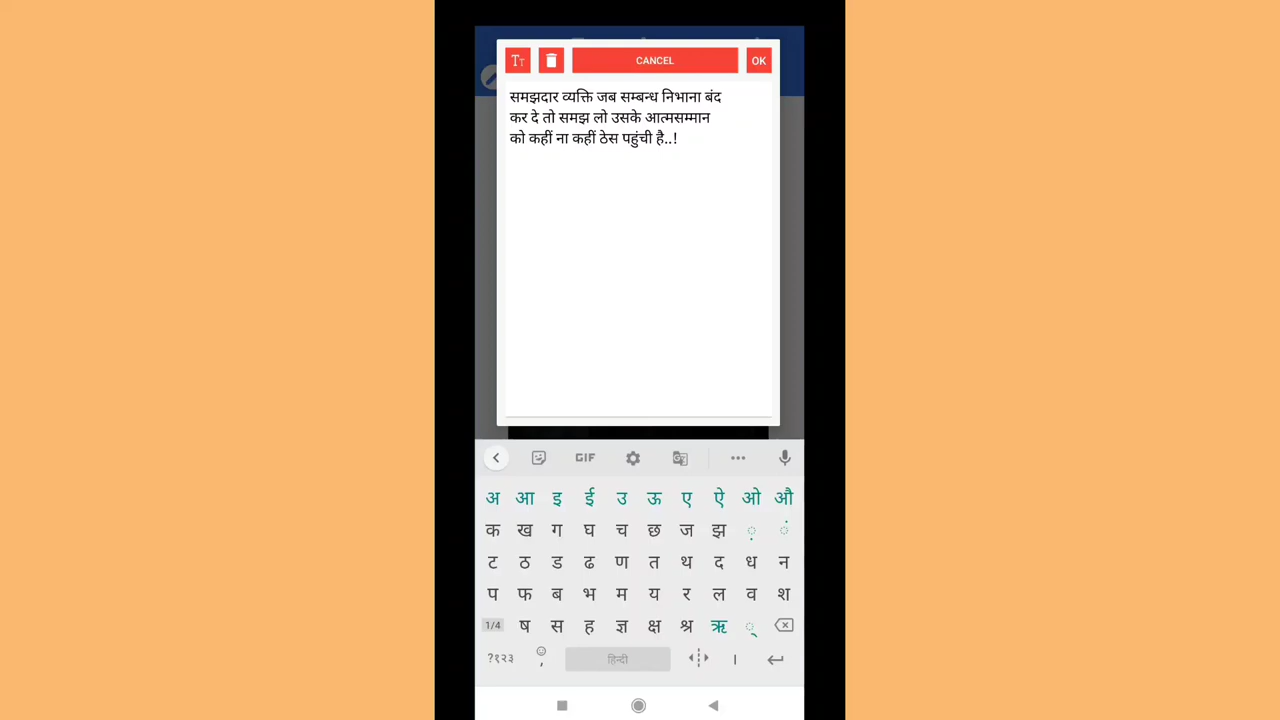 Tт
CANCEL
OK
समझदार व्यक्ति जब सम्बन्ध निभाना बंद
कर दे तो समझ लो उसके आत्मसम्मान
को कहीं ना कहीं ठेस पहुंची है..!
GIF
अ आ इ ई उ ऊ ए ऐ ओ औ
क ख ग घ च छ ज झ ़ ं
ट ठ ड ढ ण त थ द ध न
प फ ब भ म य र ल व श
1/4 ष स ह ज्ञ क्ष श्र ऋ ्
?१२३ , हिन्दी ।